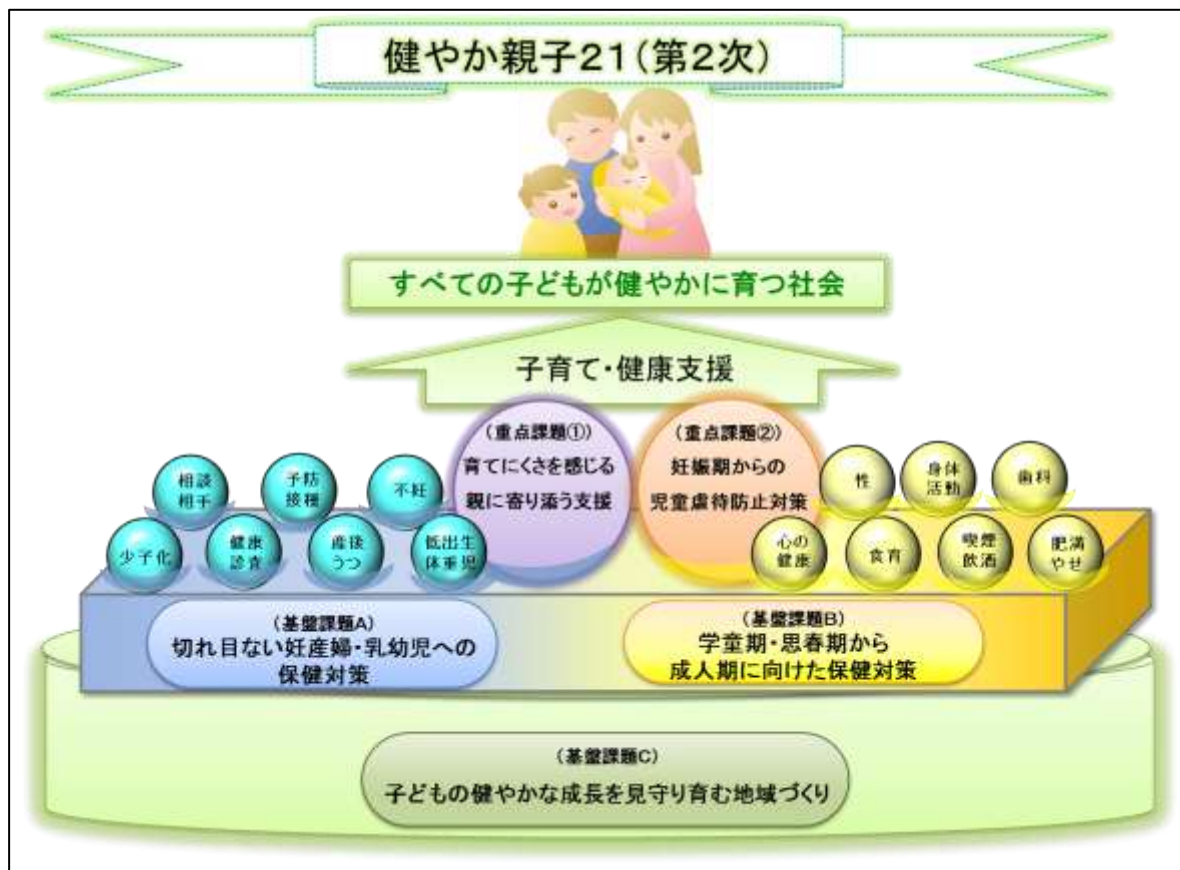 健やか親子21(第2次)
すべての子どもが健やかに育つ社会
子育て・健康支援
(重点課題①)
育てにくさを感じる
親に寄り添う支援
(重点課題②)
妊娠期からの
児童虐待防止対策
相談
相手
予防
接種
不妊
少子化
健康
診査
産後
うつ
低出生
体重児
性
身体
活動
歯科
心の
健康
食育
喫煙
飲酒
肥満
やせ
(基盤課題A)
切れ目ない妊産婦・乳幼児への
保健対策
(基盤課題B)
学童期・思春期から
成人期に向けた保健対策
(基盤課題C)
子どもの健やかな成長を見守り育む地域づくり